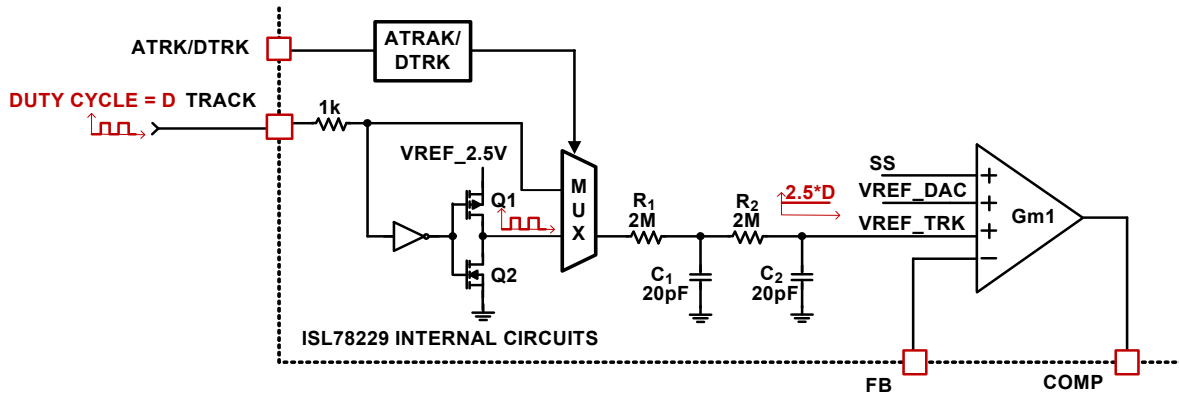 ATRK/DTRK
ATRAK/
DTRK
DUTY CYCLE = D
TRACK
1k
VREF_2.5V
Q1
Q2
M
U
X
R1
2M
R2
2M
2.5*D
C1
20pF
C2
20pF
SS
VREF_DAC
VREF_TRK
+
+
+
−
Gm1
ISL78229 INTERNAL CIRCUITS
FB
COMP